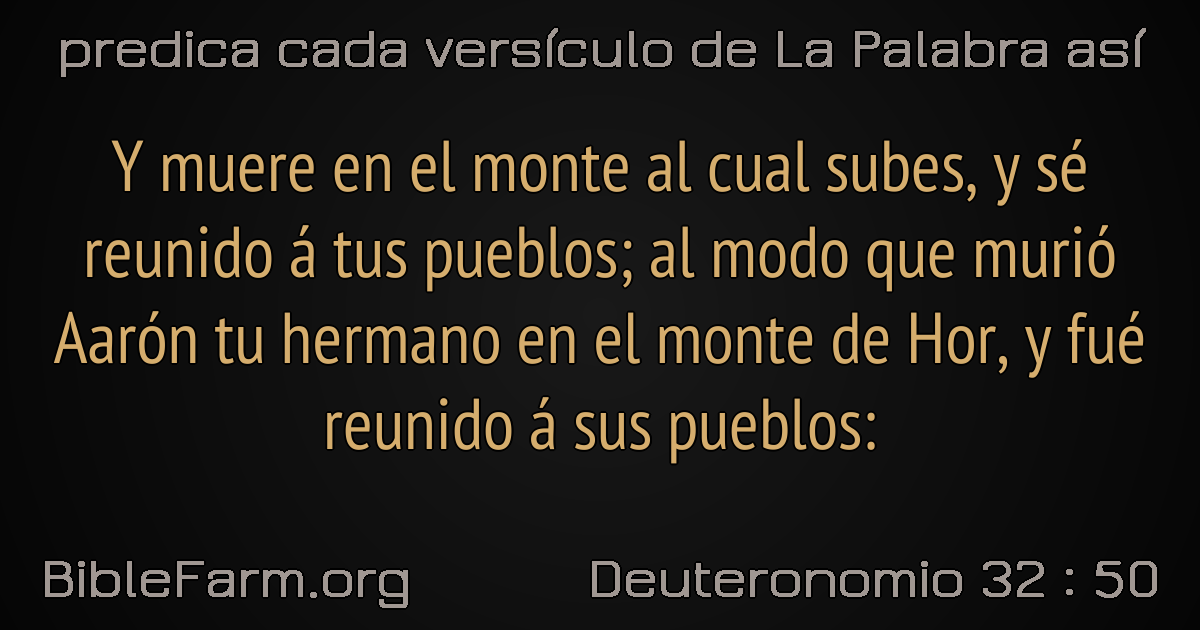 predica cada versículo de La Palabra así
Y muere en el monte al cual subes, y sé
reunido á tus pueblos; al modo que murió
Aarón tu hermano en el monte de Hor, y fué
reunido á sus pueblos:
BibleFarm.org
Deuteronomio 32 : 50